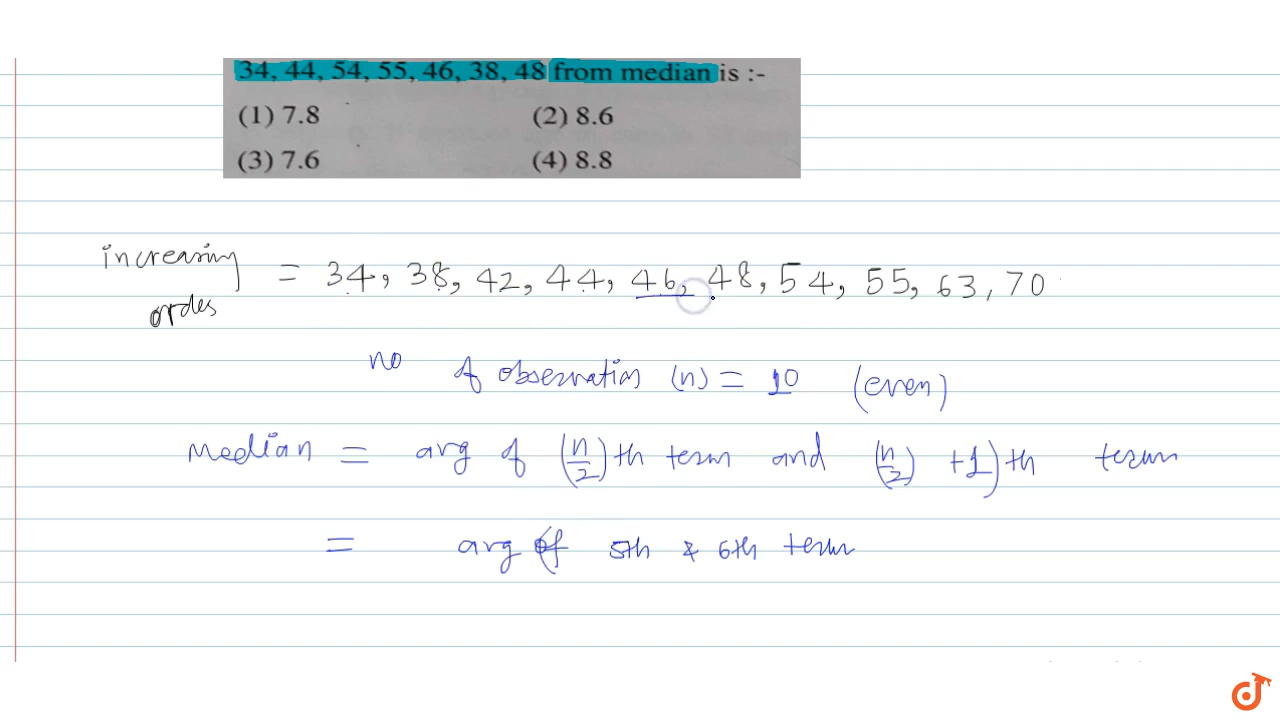 34, 44, 54, 55, 46, 38, 48 from median is :-
(1) 7.8 (2) 8.6
(3) 7.6 (4) 8.8
increasing order = 34, 38, 42, 44, 46, 48, 54, 55, 63, 70
no of observation (n) = 10 (even)
Median = avg of (n/2)th term and (n/2 + 1)th term
= avg of 5th & 6th term